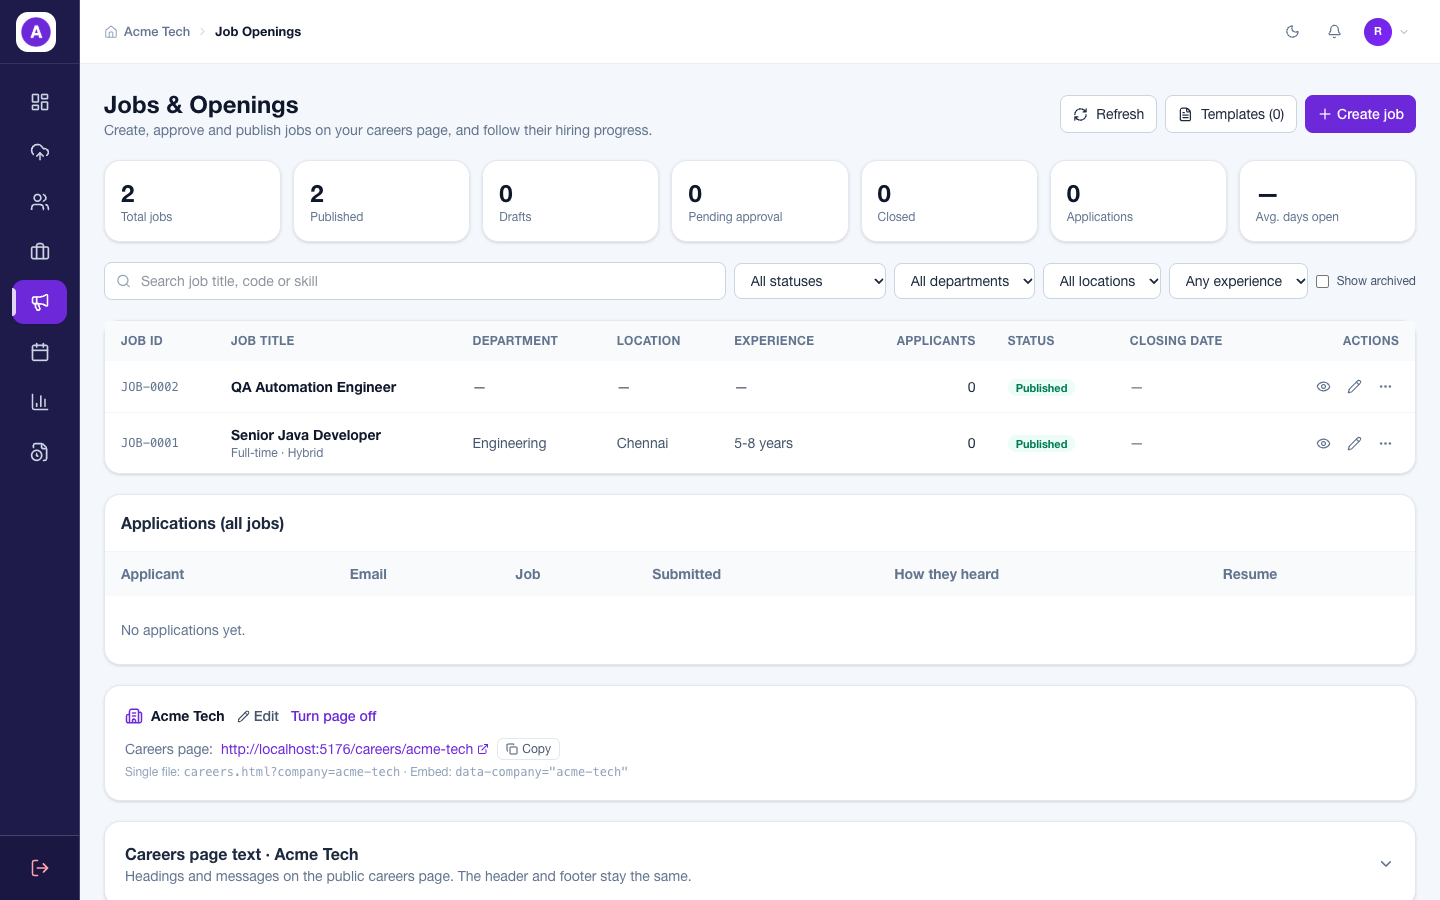 A
Acme Tech > Job Openings
R
Jobs & Openings
Create, approve and publish jobs on your careers page, and follow their hiring progress.
Refresh
Templates (0)
+ Create job
2
Total jobs
2
Published
0
Drafts
0
Pending approval
0
Closed
0
Applications
—
Avg. days open
Search job title, code or skill
All statuses
All departments
All locations
Any experience
Show archived
JOB ID JOB TITLE DEPARTMENT LOCATION EXPERIENCE APPLICANTS STATUS CLOSING DATE ACTIONS
JOB-0002 QA Automation Engineer — — — 0 Published —
JOB-0001 Senior Java Developer Engineering Chennai 5-8 years 0 Published —
Full-time · Hybrid
Applications (all jobs)
Applicant Email Job Submitted How they heard Resume
No applications yet.
Acme Tech Edit Turn page off
Careers page: http://localhost:5176/careers/acme-tech Copy
Single file: careers.html?company=acme-tech · Embed: data-company="acme-tech"
Careers page text · Acme Tech
Headings and messages on the public careers page. The header and footer stay the same.